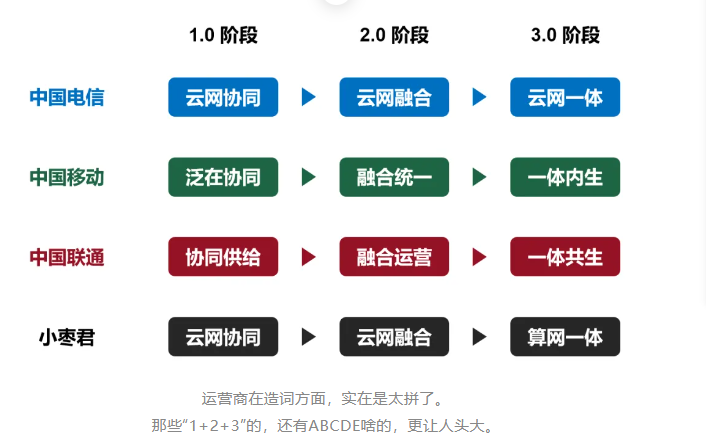 1.0 阶段 2.0 阶段 3.0 阶段
中国电信 云网协同 云网融合 云网一体
中国移动 泛在协同 融合统一 一体内生
中国联通 协同供给 融合运营 一体共生
小枣君 云网协同 云网融合 算网一体
运营商在造词方面，实在是太拼了。
那些“1+2+3”的，还有ABCDE啥的，更让人头大。